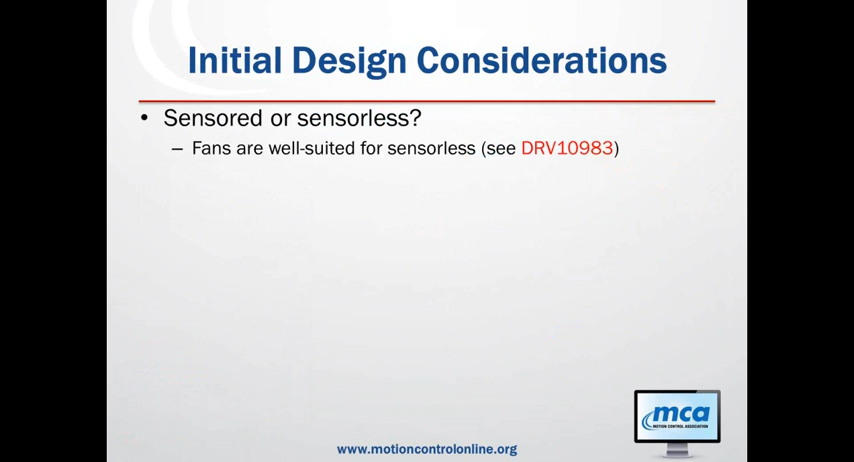 Initial Design Considerations
• Sensored or sensorless?
– Fans are well-suited for sensorless (see DRV10983)
mca
MOTION CONTROL ASSOCIATION
www.motioncontrolonline.org